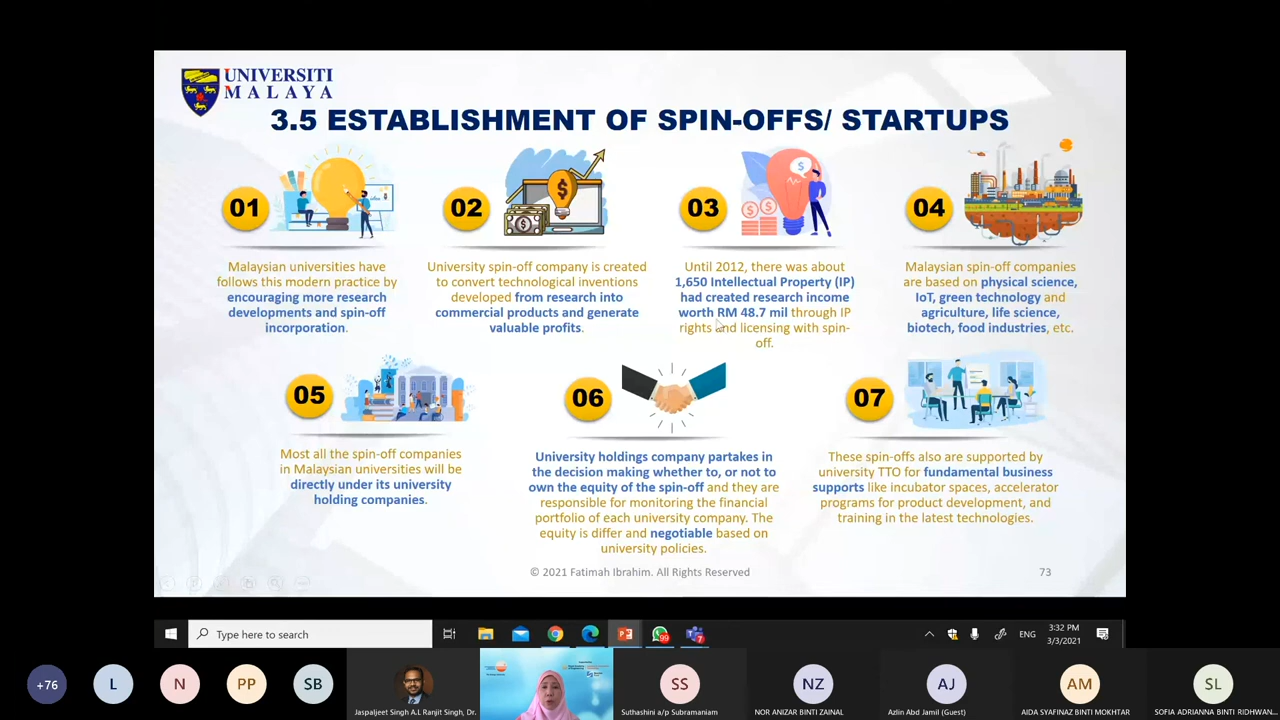 UNIVERSITI
MALAYA
3.5 ESTABLISHMENT OF SPIN-OFFS/ STARTUPS
01
Malaysian universities have
follows this modern practice by
encouraging more research
developments and spin-off
incorporation.
02
University spin-off company is created
to convert technological inventions
developed from research into
commercial products and generate
valuable profits.
03
Until 2012, there was about
1,650 Intellectual Property (IP)
had created research income
worth RM 48.7 mil through IP
rights and licensing with spin-
off.
04
Malaysian spin-off companies
are based on physical science,
IoT, green technology and
agriculture, life science,
biotech, food industries, etc.
05
Most all the spin-off companies
in Malaysian universities will be
directly under its university
holding companies.
06
University holdings company partakes in
the decision making whether to, or not to
own the equity of the spin-off and they are
responsible for monitoring the financial
portfolio of each university company. The
equity is differ and negotiable based on
university policies.
07
These spin-offs also are supported by
university TTO for fundamental business
supports like incubator spaces, accelerator
programs for product development, and
training in the latest technologies.
© 2021 Fatimah Ibrahim. All Rights Reserved
73
Type here to search
99
7
ENG
3:32 PM
3/3/2021
+76
L
N
PP
SB
Jaspaljeet Singh A.L Ranjit Singh, Dr.
SS
Suthashini a/p Subramaniam
NZ
NOR ANIZAR BINTI ZAINAL
AJ
Azlin Abd Jamil (Guest)
AM
AIDA SYAFINAZ BINTI MOKHTAR
SL
SOFIA ADRIANNA BINTI RIDHWAN...